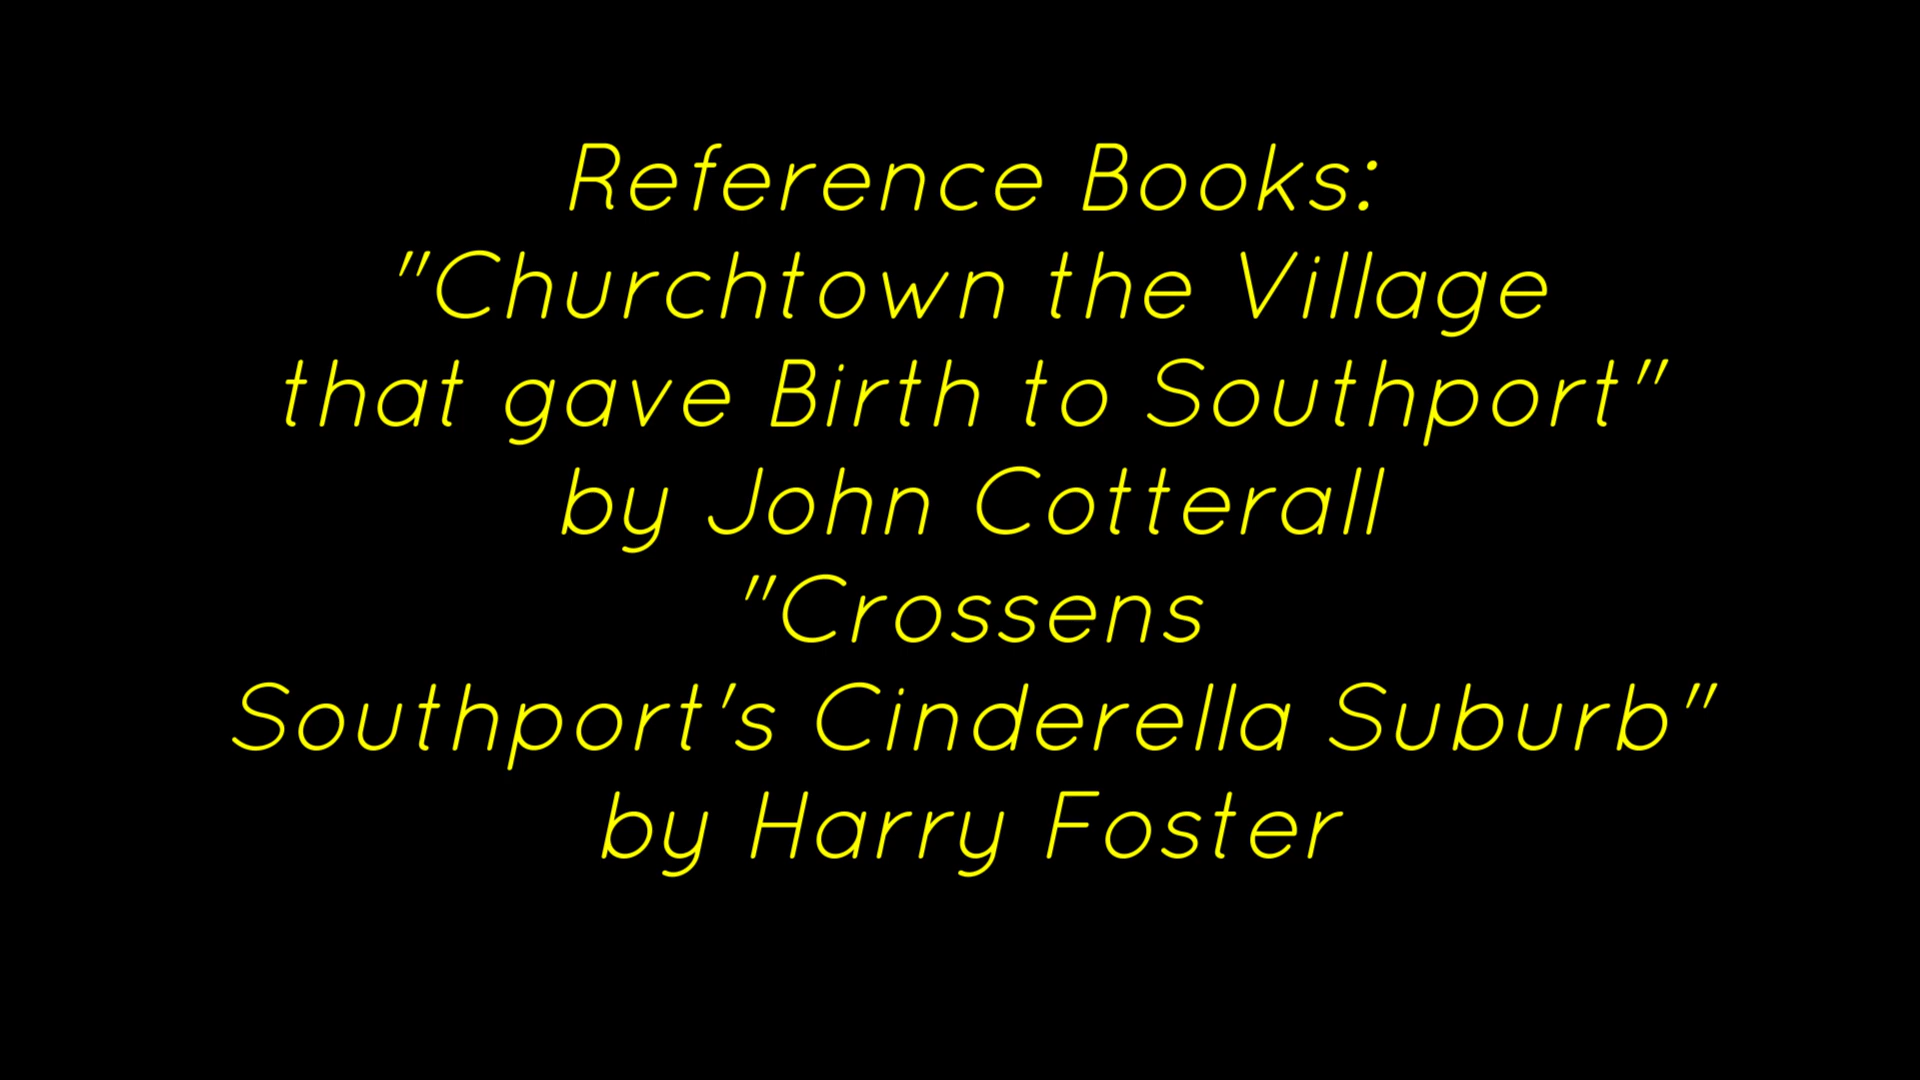 Reference Books:
"Churchtown the Village
that gave Birth to Southport"
by John Cotterall
"Crossens
Southport's Cinderella Suburb"
by Harry Foster